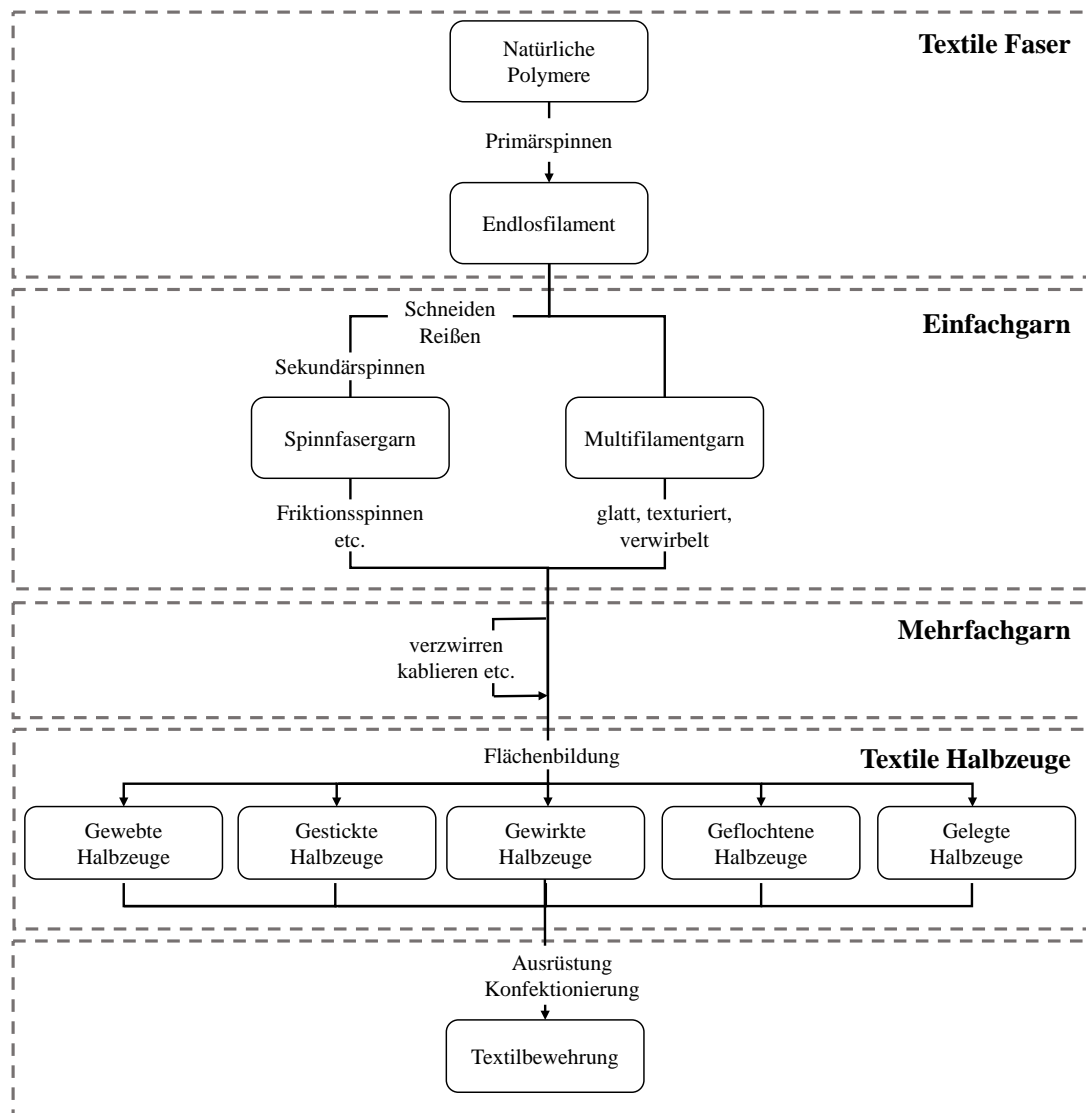 Textile Faser
Natürliche
Polymere
Primärspinnen
Endlosfilament
Einfachgarn
Schneiden
Reißen
Sekundärspinnen
Spinnfasergarn
Multifilamentgarn
Friktionsspinnen
etc.
glatt, texturiert,
verwirbelt
Mehrfachgarn
verzwirren
kablieren etc.
Flächenbildung
Textile Halbzeuge
Gewebte
Halbzeuge
Gestickte
Halbzeuge
Gewirkte
Halbzeuge
Geflochtene
Halbzeuge
Gelegte
Halbzeuge
Ausrüstung
Konfektionierung
Textilbewehrung